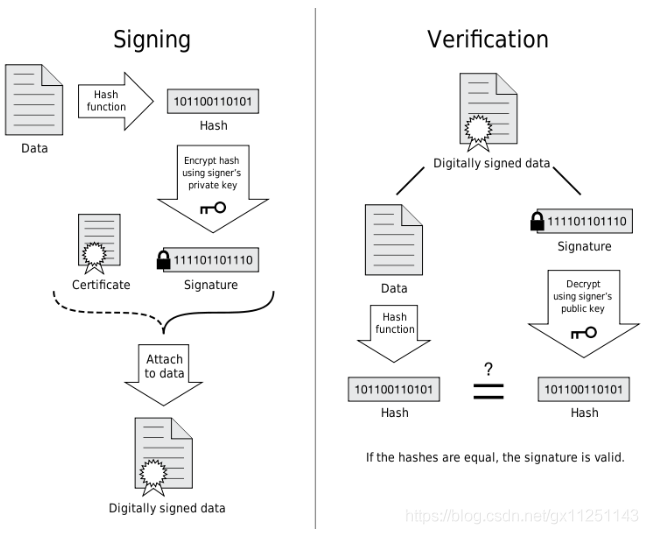 Signing
Data
Hash
function
101100110101
Hash
Encrypt hash
using signer's
private key
Certificate
111101101110
Signature
Attach
to data
Digitally signed data
Verification
Digitally signed data
Data
111101101110
Signature
Hash
function
Decrypt
using signer's
public key
101100110101
Hash
?
=
101100110101
Hash
If the hashes are equal, the signature is valid.
https://blog.csdn.net/gx11251143